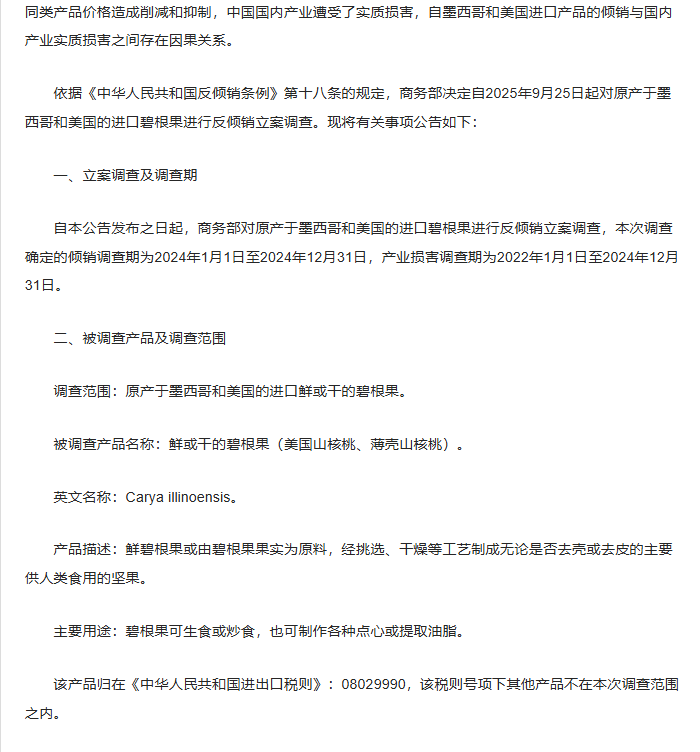 同类产品价格造成削减和抑制，中国国内产业遭受了实质损害，自墨西哥和美国进口产品的倾销与国内
产业实质损害之间存在因果关系。
依据《中华人民共和国反倾销条例》第十八条的规定，商务部决定自2025年9月25日起对原产于墨
西哥和美国的进口碧根果进行反倾销立案调查。现将有关事项公告如下：
一、立案调查及调查期
自本公告发布之日起，商务部对原产于墨西哥和美国的进口碧根果进行反倾销立案调查，本次调查
确定的倾销调查期为2024年1月1日至2024年12月31日，产业损害调查期为2022年1月1日至2024年12月
31日。
二、被调查产品及调查范围
调查范围：原产于墨西哥和美国的进口鲜或干的碧根果。
被调查产品名称：鲜或干的碧根果（美国山核桃、薄壳山核桃）。
英文名称：Carya illinoensis。
产品描述：鲜碧根果或由碧根果果实为原料，经挑选、干燥等工艺制成无论是否去壳或去皮的主要
供人类食用的坚果。
主要用途：碧根果可生食或炒食，也可制作各种点心或提取油脂。
该产品归在《中华人民共和国进出口税则》：08029990，该税则号项下其他产品不在本次调查范围
之内。